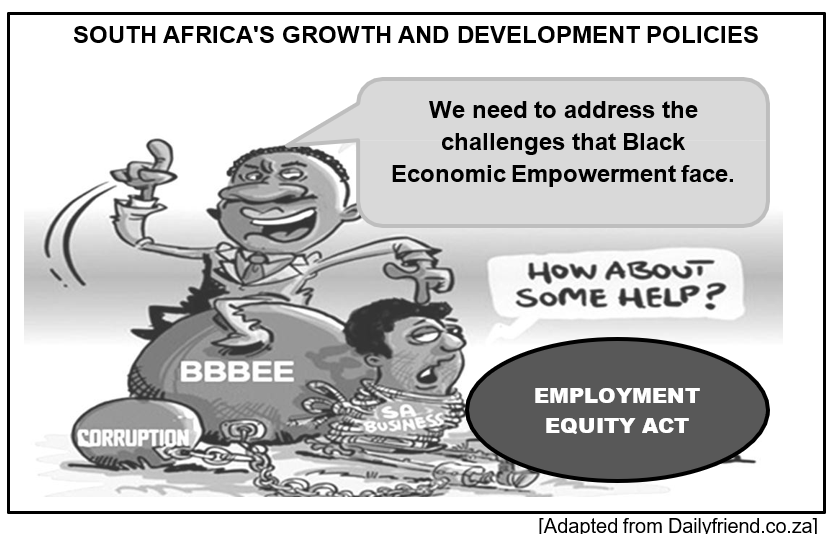 SOUTH AFRICA'S GROWTH AND DEVELOPMENT POLICIES
We need to address the
challenges that Black
Economic Empowerment face.
HOW ABOUT
SOME HELP?
BBBEE
EMPLOYMENT
EQUITY ACT
SA
BUSINESS
CORRUPTION
[Adapted from Dailyfriend.co.za]